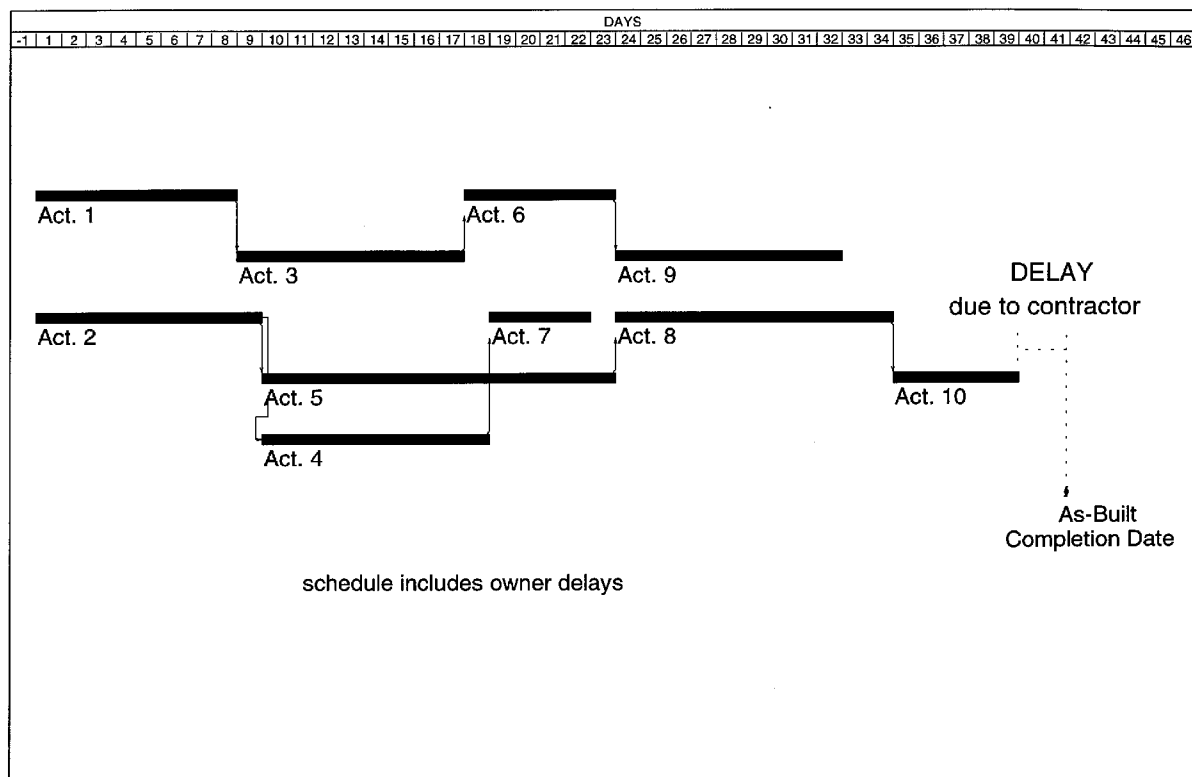 DAYS
-1 1 2 3 4 5 6 7 8 9 10 11 12 13 14 15 16 17 18 19 20 21 22 23 24 25 26 27 28 29 30 31 32 33 34 35 36 37 38 39 40 41 42 43 44 45 46
Act. 1
Act. 6
Act. 3
Act. 9
DELAY
due to contractor
Act. 2
Act. 7
Act. 8
Act. 5
Act. 10
Act. 4
As-Built
Completion Date
schedule includes owner delays